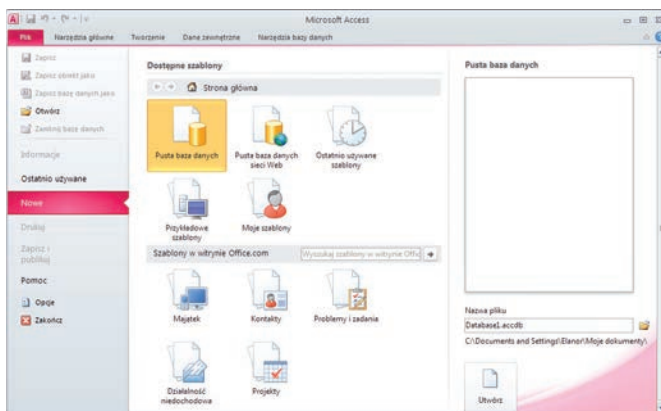 Microsoft Access
Plik Narzędzia główne Tworzenie Dane zewnętrzne Narzędzia bazy danych
Zapisz
Zapisz obiekt jako
Zapisz bazę danych jako
Otwórz
Zamknij bazę danych
Informacje
Ostatnio używane
Nowe
Drukuj
Zapisz i
publikuj
Pomoc
Opcje
Zakończ
Dostępne szablony
Strona główna
Pusta baza danych
Pusta baza danych
sieci Web
Ostatnio używane
szablony
Przykładowe
szablony
Moje szablony
Szablony w witrynie Office.com
Wyszukaj szablony w witrynie Offic
Majątek
Kontakty
Problemy i zadania
Działalność
niedochodowa
Projekty
Pusta baza danych
Nazwa pliku
Database1.accdb
C:\Documents and Settings\Elanor\Moje dokumenty\
Utwórz